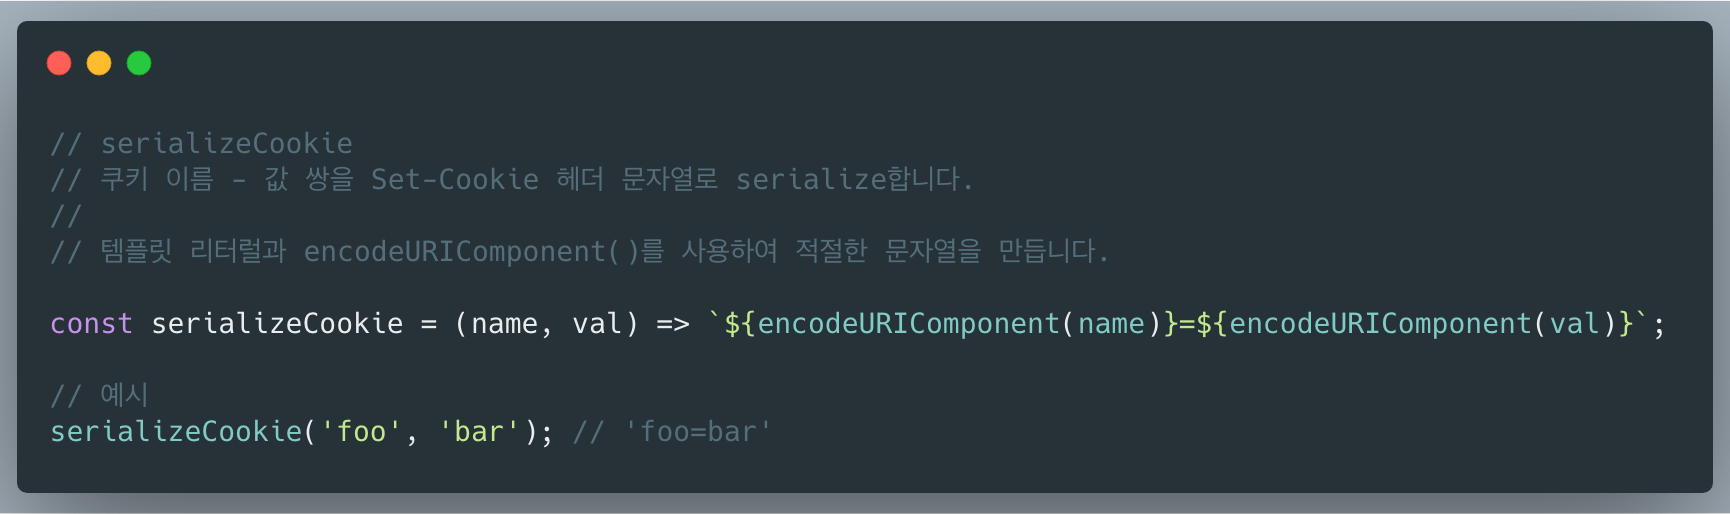 // serializeCookie
// 쿠키 이름 - 값 쌍을 Set-Cookie 헤더 문자열로 serialize합니다.
//
// 템플릿 리터럴과 encodeURIComponent()를 사용하여 적절한 문자열을 만듭니다.
const serializeCookie = (name, val) => `${encodeURIComponent(name)}=${encodeURIComponent(val)}`;
// 예시
serializeCookie('foo', 'bar'); // 'foo=bar'